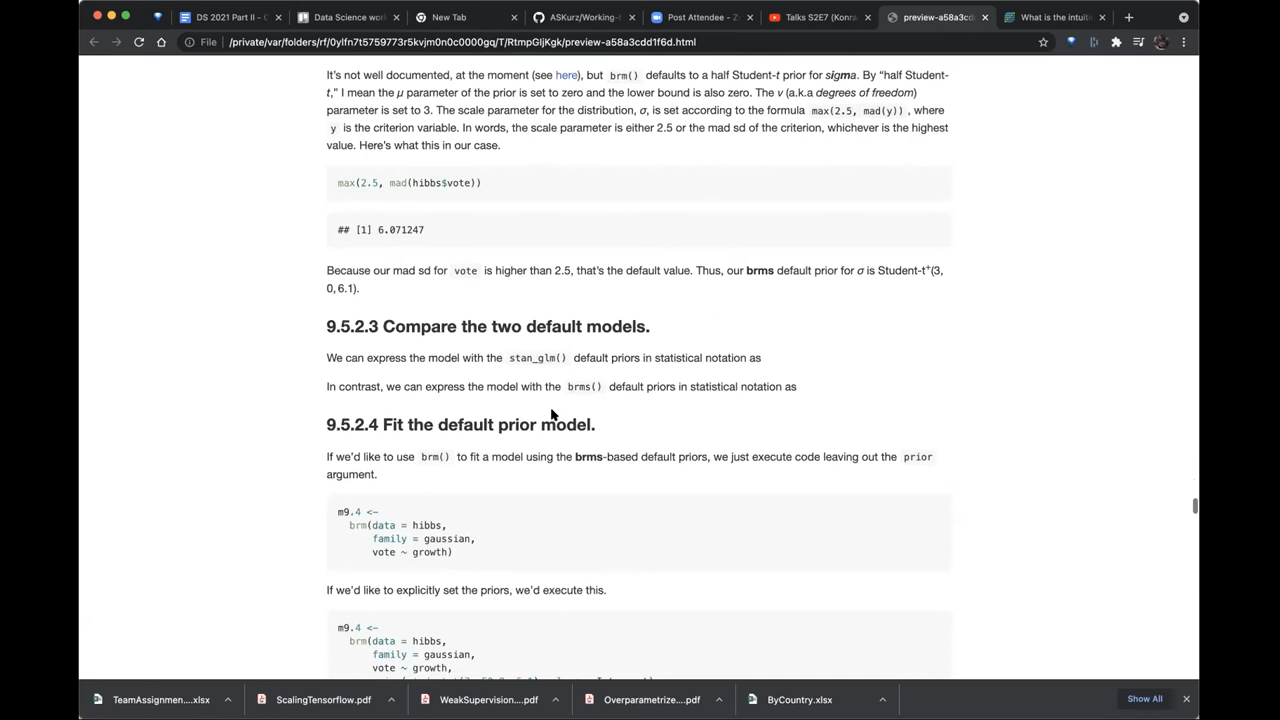 DS 2021 Part II – C
Data Science wor
New Tab
ASKurz/Working-
Post Attendee - Z
Talks S2E7 (Konra
preview-a58a3cd
What is the intuiti
File /private/var/folders/rf/0ylfn7t5759773r5kvjm0n0c0000gq/T/RtmpGIjKgk/preview-a58a3cdd1f6d.html
It's not well documented, at the moment (see here), but brm() defaults to a half Student-t prior for sigma. By "half Student-
t," I mean the μ parameter of the prior is set to zero and the lower bound is also zero. The ν (a.k.a degrees of freedom)
parameter is set to 3. The scale parameter for the distribution, σ, is set according to the formula max(2.5, mad(y)), where
y is the criterion variable. In words, the scale parameter is either 2.5 or the mad sd of the criterion, whichever is the highest
value. Here's what this in our case.
max(2.5, mad(hibbs$vote))
## [1] 6.071247
Because our mad sd for vote is higher than 2.5, that's the default value. Thus, our brms default prior for σ is Student-t⁺(3,
0, 6.1).
9.5.2.3 Compare the two default models.
We can express the model with the stan_glm() default priors in statistical notation as
In contrast, we can express the model with the brms() default priors in statistical notation as
9.5.2.4 Fit the default prior model.
If we'd like to use brm() to fit a model using the brms-based default priors, we just execute code leaving out the prior
argument.
m9.4 <-
brm(data = hibbs,
family = gaussian,
vote ~ growth)
If we'd like to explicitly set the priors, we'd execute this.
m9.4 <-
brm(data = hibbs,
family = gaussian,
vote ~ growth,
TeamAssignmen....xlsx
ScalingTensorflow.pdf
WeakSupervision....pdf
Overparametrize....pdf
ByCountry.xlsx
Show All